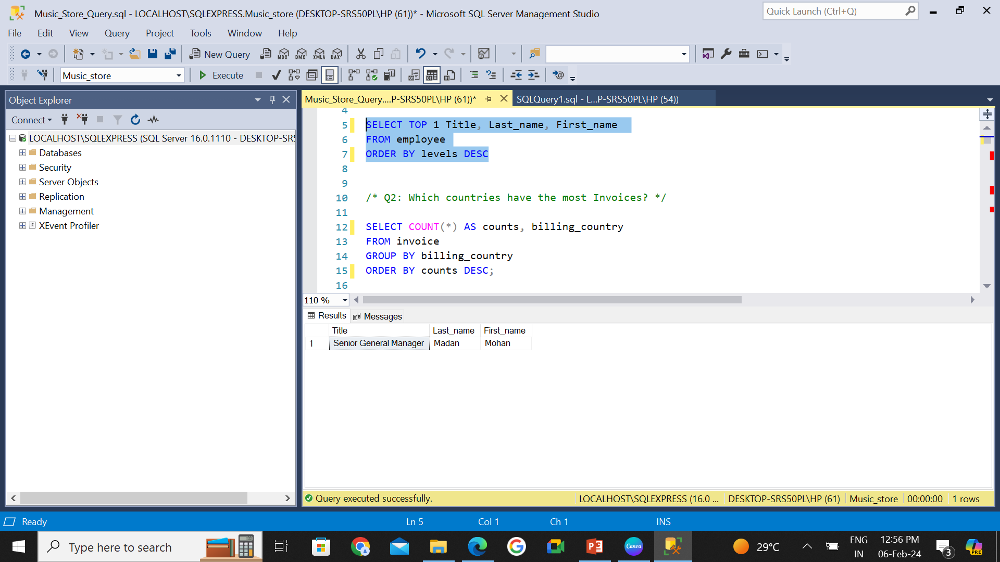 Music_Store_Query.sql - LOCALHOST\SQLEXPRESS.Music_store (DESKTOP-SRS50PL\HP (61))* - Microsoft SQL Server Management Studio
Quick Launch (Ctrl+Q)
File Edit View Query Project Tools Window Help
New Query MDX DMX XMLA DAX
Music_store Execute
Object Explorer
Connect
LOCALHOST\SQLEXPRESS (SQL Server 16.0.1110 - DESKTOP-SRS
Databases
Security
Server Objects
Replication
Management
XEvent Profiler
Music_Store_Query....P-SRS50PL\HP (61))* SQLQuery1.sql - L...P-SRS50PL\HP (54))
4
5 SELECT TOP 1 Title, Last_name, First_name
6 FROM employee
7 ORDER BY levels DESC
8
9
10 /* Q2: Which countries have the most Invoices? */
11
12 SELECT COUNT(*) AS counts, billing_country
13 FROM invoice
14 GROUP BY billing_country
15 ORDER BY counts DESC;
16
110 %
Results Messages
Title Last_name First_name
1 Senior General Manager Madan Mohan
Query executed successfully. LOCALHOST\SQLEXPRESS (16.0 ... DESKTOP-SRS50PL\HP (61) Music_store 00:00:00 1 rows
Ready Ln 5 Col 1 Ch 1 INS
Type here to search
Canva
29°C
ENG
IN
12:56 PM
06-Feb-24
3
PRE